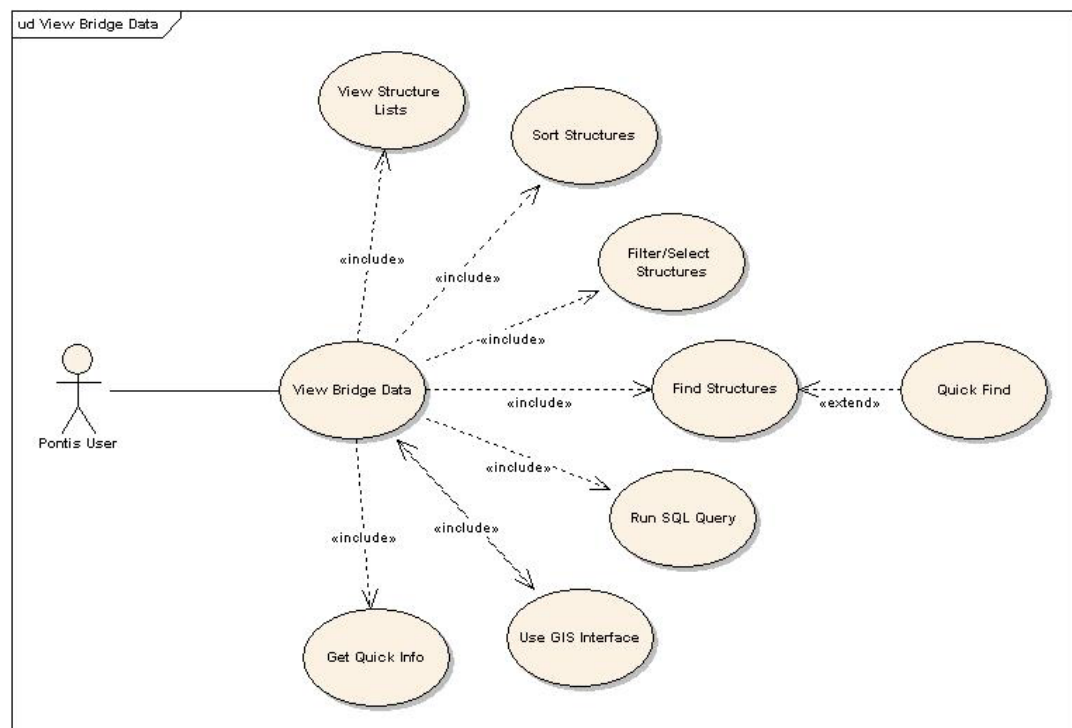 ud View Bridge Data
View Structure
Lists
Sort Structures
Filter/Select
Structures
«include»
«include»
«include»
Pontis User
View Bridge Data
«include»
Find Structures
«extend»
Quick Find
«include»
Run SQL Query
«include»
«include»
Use GIS Interface
Get Quick Info